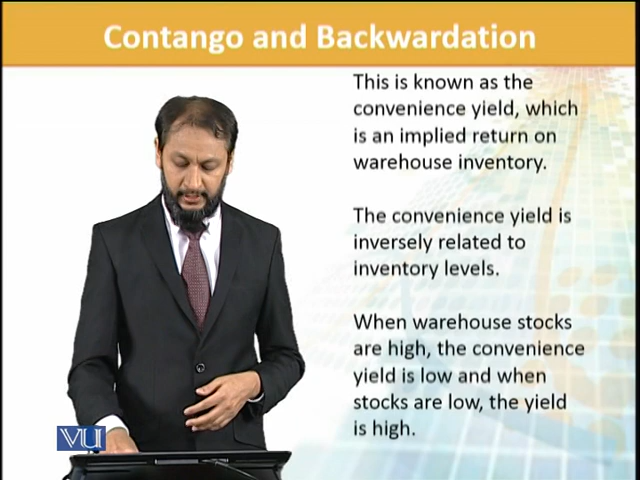 Contango and Backwardation
This is known as the
convenience yield, which
is an implied return on
warehouse inventory.
The convenience yield is
inversely related to
inventory levels.
When warehouse stocks
are high, the convenience
yield is low and when
stocks are low, the yield
is high.
VU